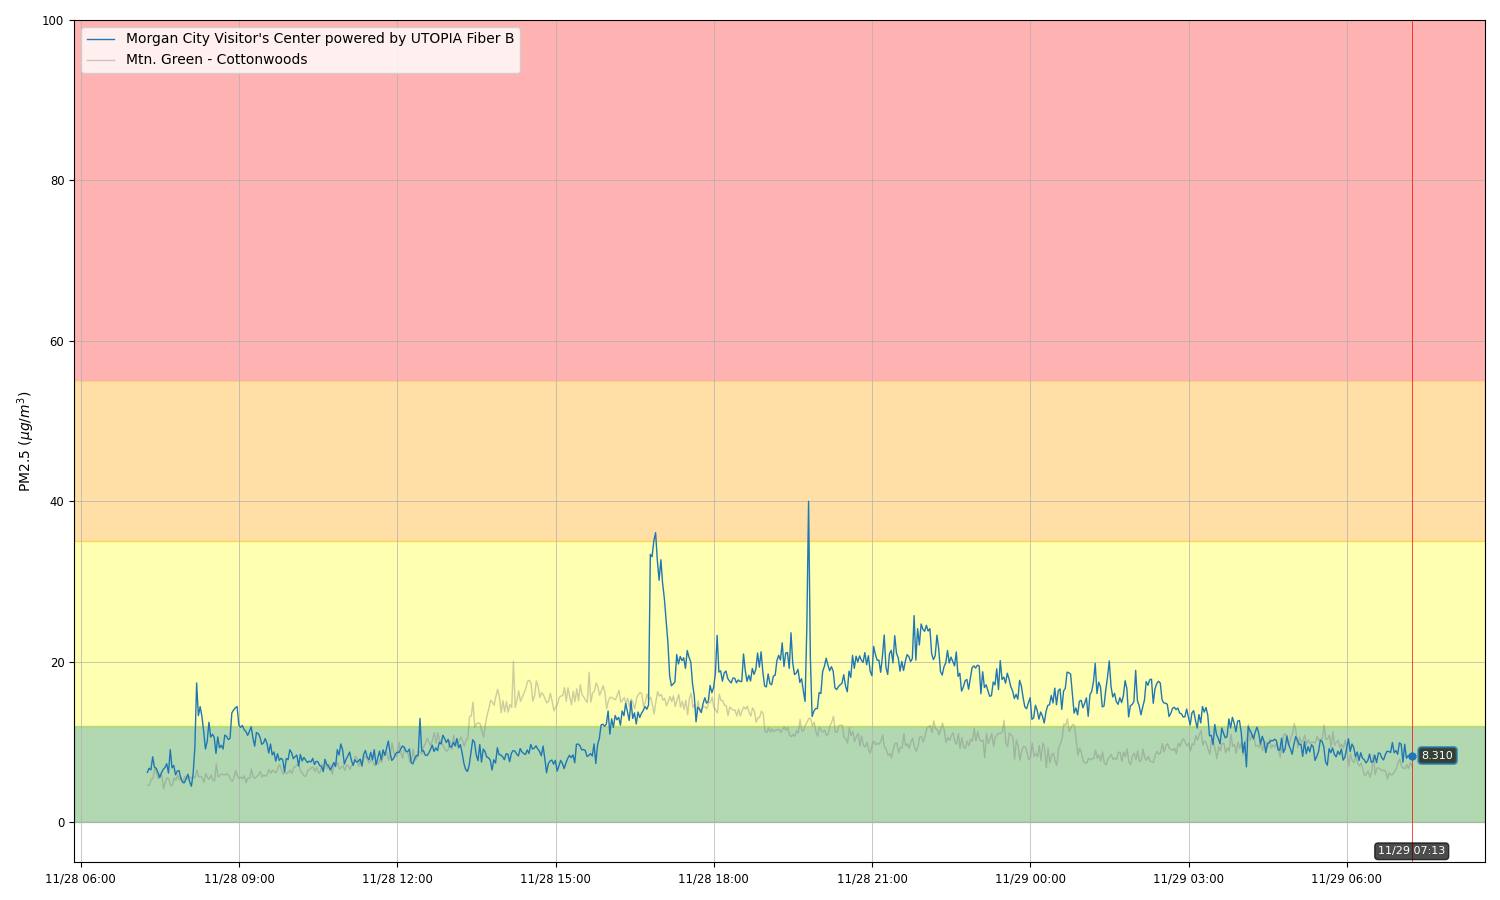 100
Morgan City Visitor's Center powered by UTOPIA Fiber B
Mtn. Green - Cottonwoods
80
60
40
20
0
PM2.5 (µg/m³)
8.310
11/29 07:13
11/28 06:00 11/28 09:00 11/28 12:00 11/28 15:00 11/28 18:00 11/28 21:00 11/29 00:00 11/29 03:00 11/29 06:00